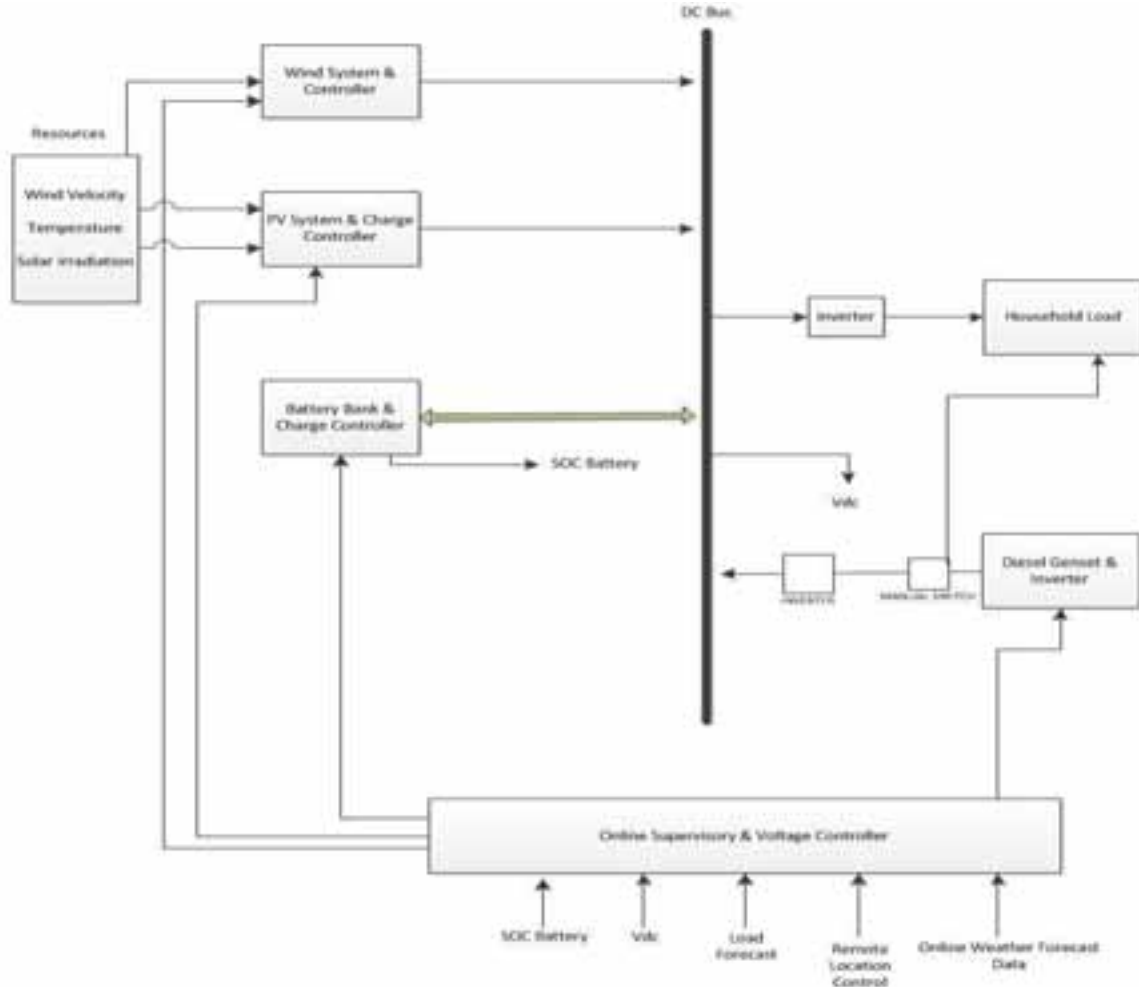 DC Bus
Wind System &
Controller
Resources
Wind Velocity
Temperature
Solar Irradiation
PV System & Charge
Controller
Inverter
Household Load
Battery Bank &
Charge Controller
SOC Battery
Vdc
Diesel Genset &
Inverter
MANUAL SWITCH
Online Supervisory & Voltage Controller
SOC Battery
Vdc
Load
Forecast
Remote
Location
Control
Online Weather Forecast
Data